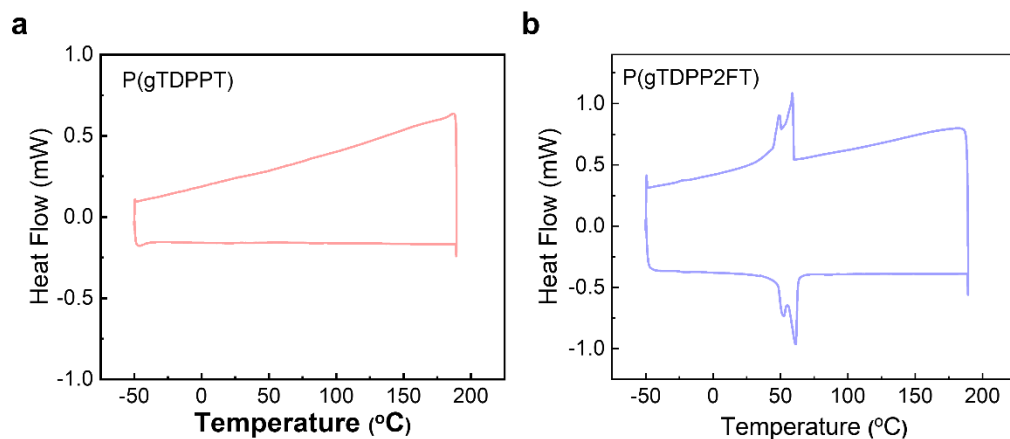 a
P(gTDPPT)
Heat Flow (mW)
1.0
0.5
0.0
-0.5
-1.0
-50 0 50 100 150 200
Temperature (°C)
b
P(gTDPP2FT)
Heat Flow (mW)
1.0
0.5
0.0
-0.5
-1.0
-50 0 50 100 150 200
Temperature (°C)